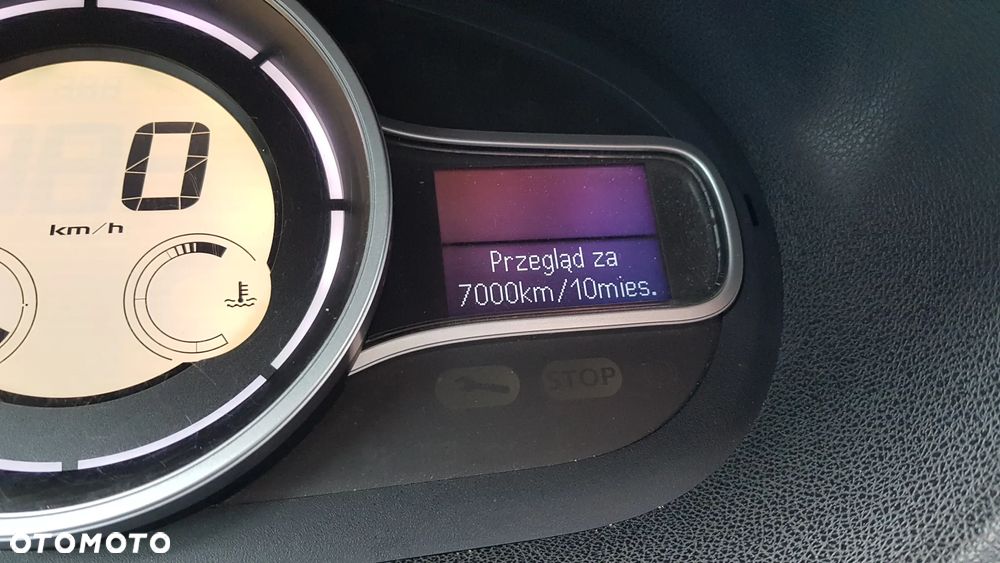 0
km/h
Przegląd za
7000km/10mies.
STOP
OTOMOTO